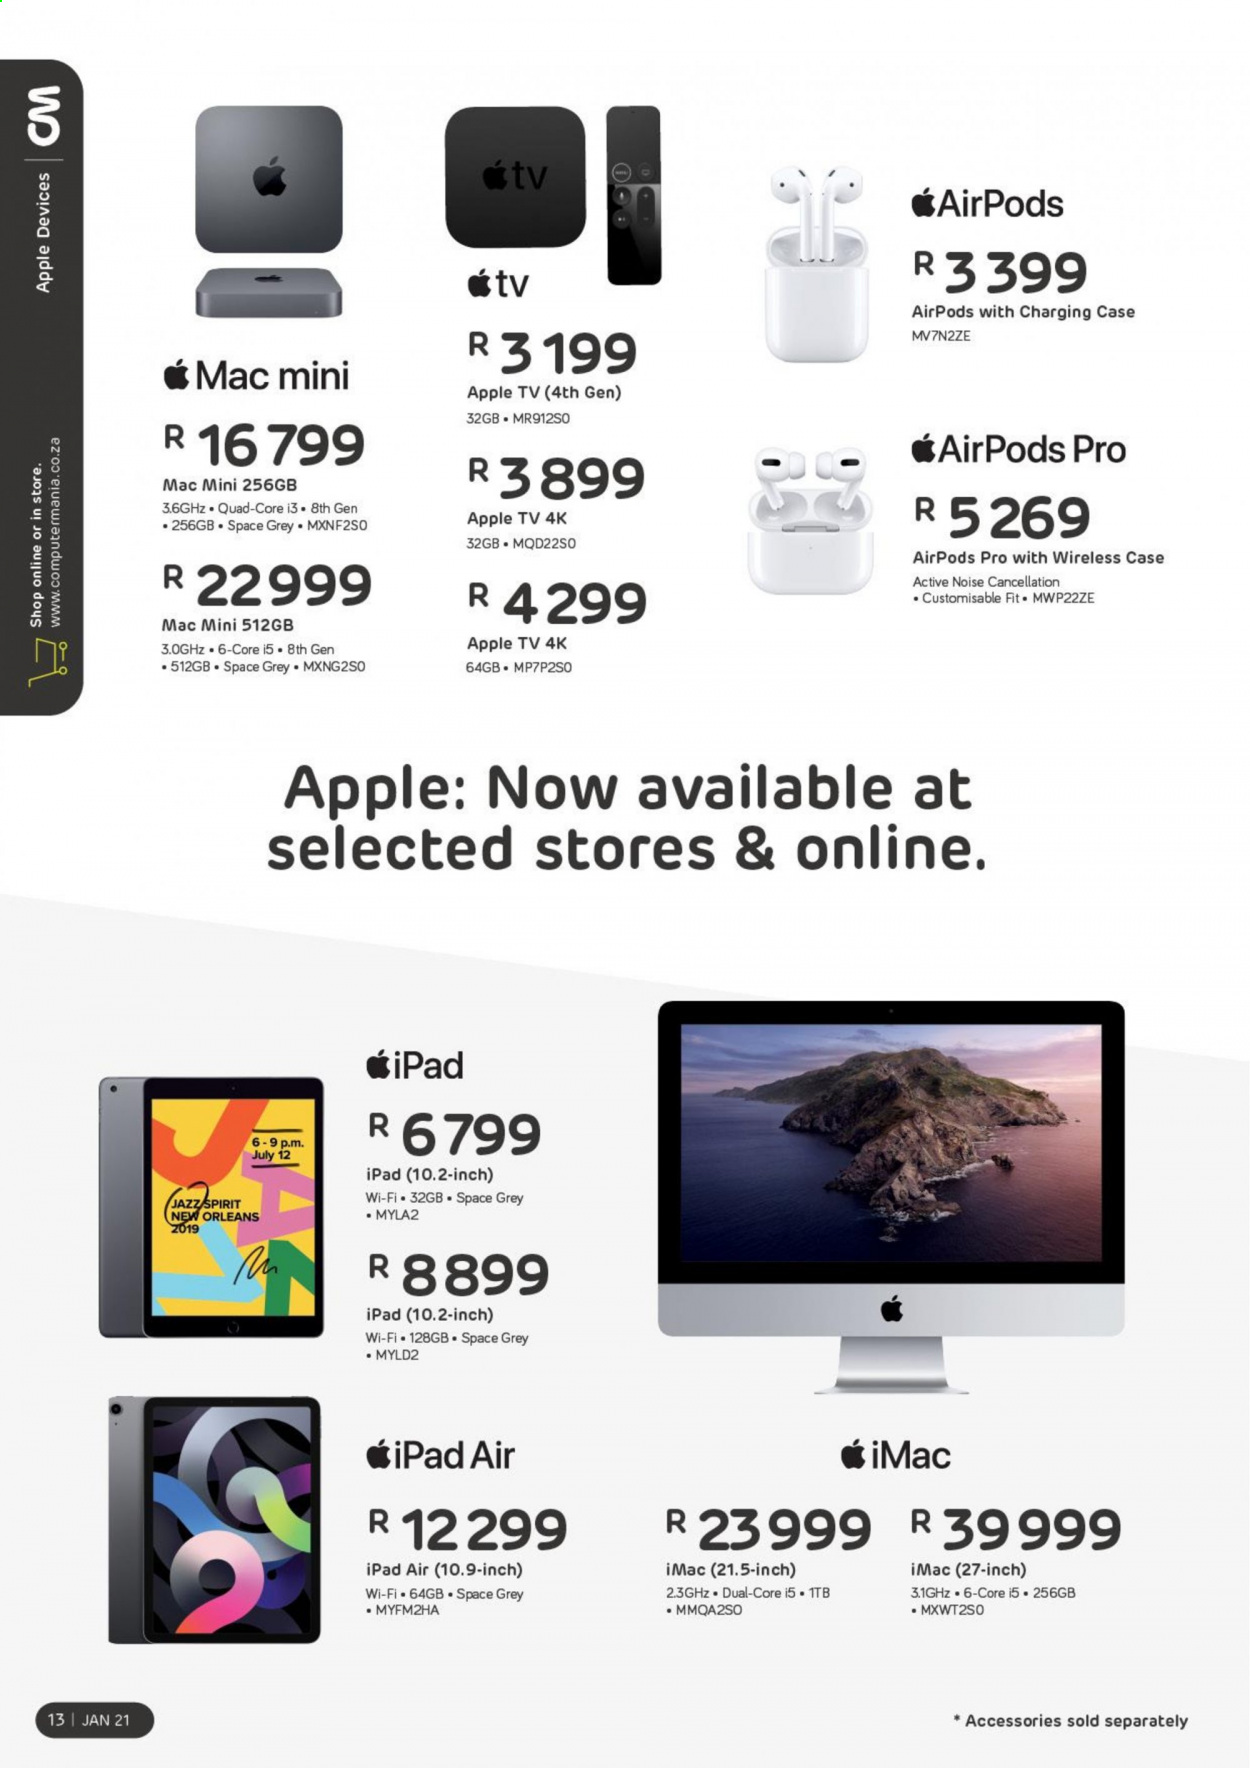 Apple Devices
Shop online or in store.
www.computermania.co.za
tv
MENU
Mac mini
R 16 799
Mac Mini 256GB
3.6GHz • Quad-Core i3 • 8th Gen
• 256GB • Space Grey • MXNF2SO
R 22 999
Mac Mini 512GB
3.0GHz • 6-Core i5 • 8th Gen
• 512GB • Space Grey • MXNG2SO
tv
R 3 199
Apple TV (4th Gen)
32GB • MR912SO
R 3 899
Apple TV 4K
32GB • MQD22SO
R 4 299
Apple TV 4K
64GB • MP7P2SO
AirPods
R 3 399
AirPods with Charging Case
MV7N2ZE
AirPods Pro
R 5 269
AirPods Pro with Wireless Case
Active Noise Cancellation
• Customisable Fit • MWP22ZE
Apple: Now available at
selected stores & online.
6 - 9 p.m.
July 12
JAZZ SPIRIT
NEW ORLEANS
2019
iPad
R 6 799
iPad (10.2-inch)
Wi-Fi • 32GB • Space Grey
• MYLA2
R 8 899
iPad (10.2-inch)
Wi-Fi • 128GB • Space Grey
• MYLD2
iPad Air
R 12 299
iPad Air (10.9-inch)
Wi-Fi • 64GB • Space Grey
• MYFM2HA
iMac
R 23 999
iMac (21.5-inch)
2.3GHz • Dual-Core i5 • 1TB
• MMQA2SO
R 39 999
iMac (27-inch)
3.1GHz • 6-Core i5 • 256GB
• MXWT2SO
13 | JAN 21
* Accessories sold separately